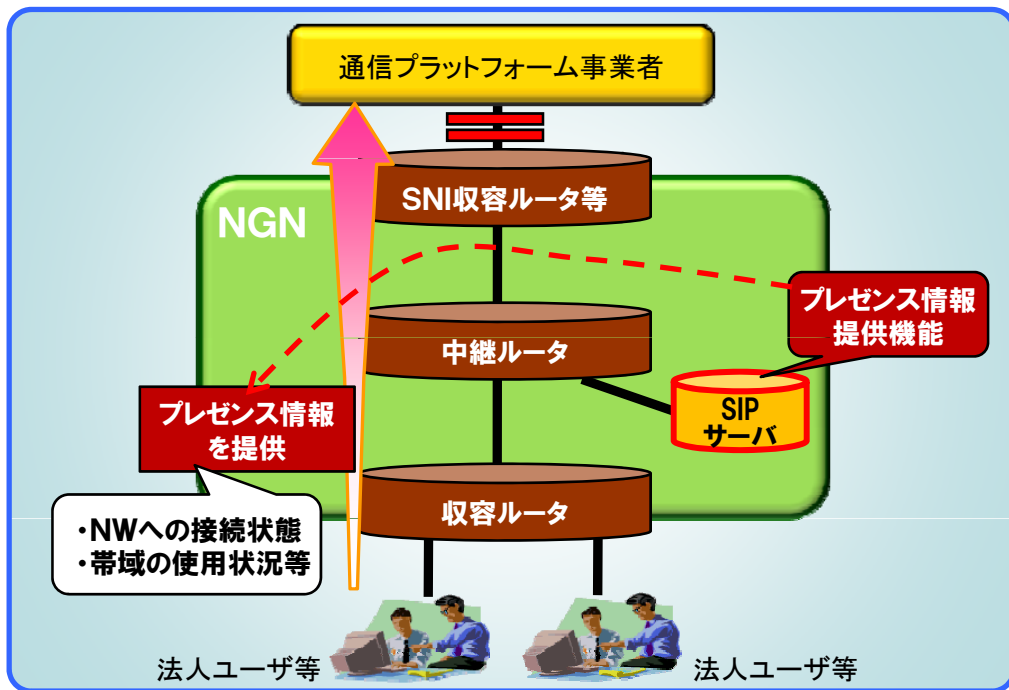 通信プラットフォーム事業者
SNI収容ルータ等
NGN
プレゼンス情報
提供機能
中継ルータ
SIP
サーバ
プレゼンス情報
を提供
収容ルータ
・NWへの接続状態
・帯域の使用状況等
法人ユーザ等
法人ユーザ等